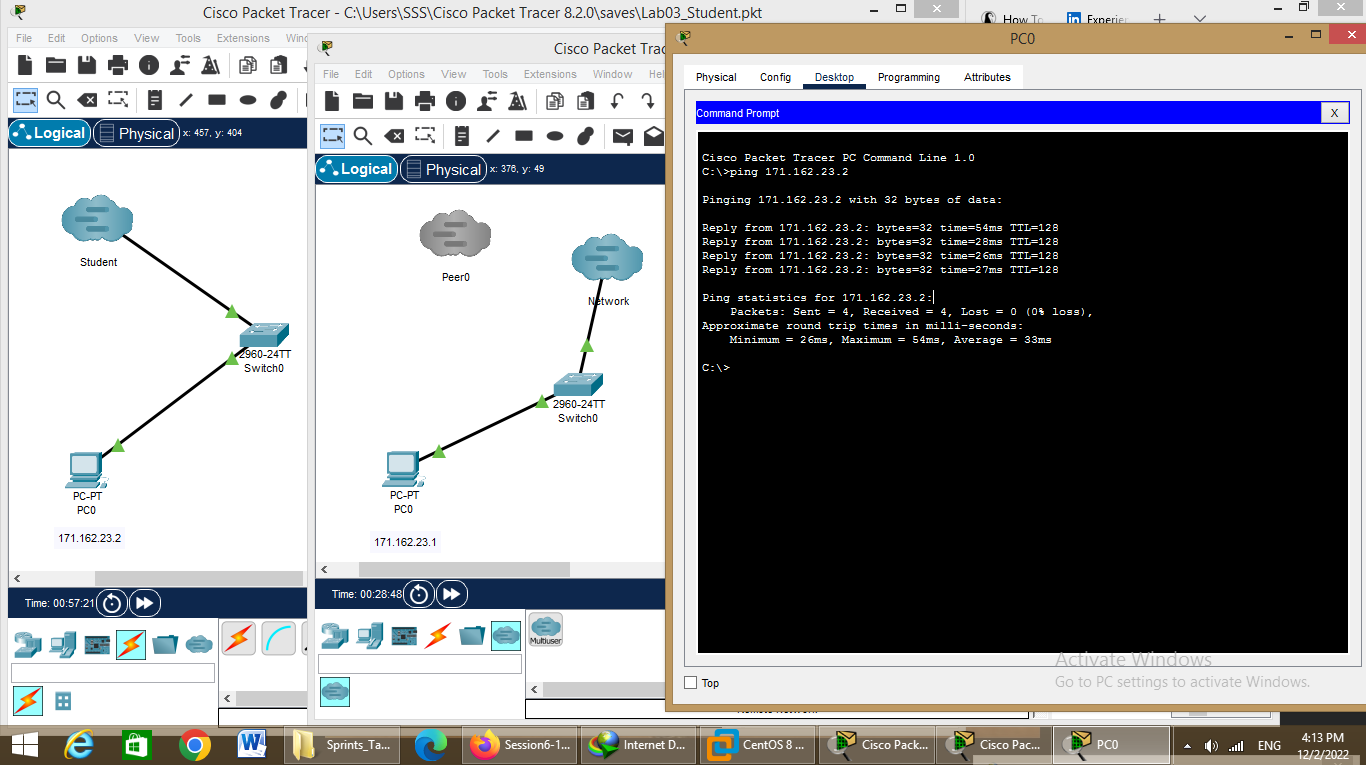 Cisco Packet Tracer - C:\Users\SSS\Cisco Packet Tracer 8.2.0\saves\Lab03_Student.pkt
File Edit Options View Tools Extensions
Logical Physical x: 457, y: 404
Student
2960-24TT
Switch0
PC-PT
PC0
171.162.23.2
Time: 00:57:21
Cisco Packet
File Edit Options View Tools Extensions Window
Logical Physical x: 376, y: 49
Peer0
Network
2960-24TT
Switch0
PC-PT
PC0
171.162.23.1
Time: 00:28:48
Multiuser
How To
PC0
Physical Config Desktop Programming Attributes
Command Prompt X
Cisco Packet Tracer PC Command Line 1.0
C:\>ping 171.162.23.2
Pinging 171.162.23.2 with 32 bytes of data:
Reply from 171.162.23.2: bytes=32 time=54ms TTL=128
Reply from 171.162.23.2: bytes=32 time=28ms TTL=128
Reply from 171.162.23.2: bytes=32 time=26ms TTL=128
Reply from 171.162.23.2: bytes=32 time=27ms TTL=128
Ping statistics for 171.162.23.2:
Packets: Sent = 4, Received = 4, Lost = 0 (0% loss),
Approximate round trip times in milli-seconds:
Minimum = 26ms, Maximum = 54ms, Average = 33ms
C:\>
Top
Activate Windows
Go to PC settings to activate Windows.
Sprints_Ta...
Session6-1...
Internet D...
CentOS 8 ...
Cisco Pack...
Cisco Pac...
PC0
ENG
4:13 PM
12/2/2022